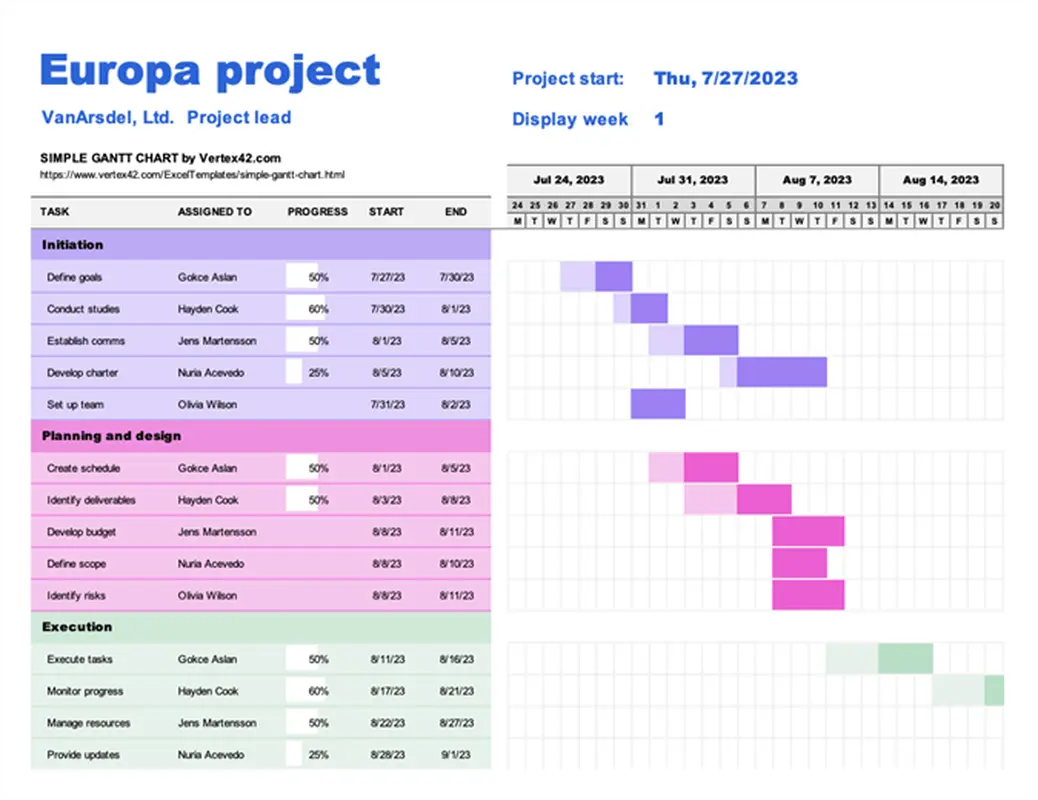 Europa project
Project start: Thu, 7/27/2023
VanArsdel, Ltd. Project lead
Display week 1
SIMPLE GANTT CHART by Vertex42.com
https://www.vertex42.com/ExcelTemplates/simple-gantt-chart.html
Jul 24, 2023 Jul 31, 2023 Aug 7, 2023 Aug 14, 2023
24 25 26 27 28 29 30 31 1 2 3 4 5 6 7 8 9 10 11 12 13 14 15 16 17 18 19 20
TASK ASSIGNED TO PROGRESS START END
M T W T F S S M T W T F S S M T W T F S S M T W T F S S
Initiation
Define goals Gokce Aslan 50% 7/27/23 7/30/23
Conduct studies Hayden Cook 60% 7/30/23 8/1/23
Establish comms Jens Martensson 50% 8/1/23 8/5/23
Develop charter Nuria Acevedo 25% 8/5/23 8/10/23
Set up team Olivia Wilson 7/31/23 8/2/23
Planning and design
Create schedule Gokce Aslan 50% 8/1/23 8/5/23
Identify deliverables Hayden Cook 50% 8/3/23 8/8/23
Develop budget Jens Martensson 8/8/23 8/11/23
Define scope Nuria Acevedo 8/8/23 8/10/23
Identify risks Olivia Wilson 8/8/23 8/11/23
Execution
Execute tasks Gokce Aslan 50% 8/11/23 8/16/23
Monitor progress Hayden Cook 60% 8/17/23 8/21/23
Manage resources Jens Martensson 50% 8/22/23 8/27/23
Provide updates Nuria Acevedo 25% 8/28/23 9/1/23